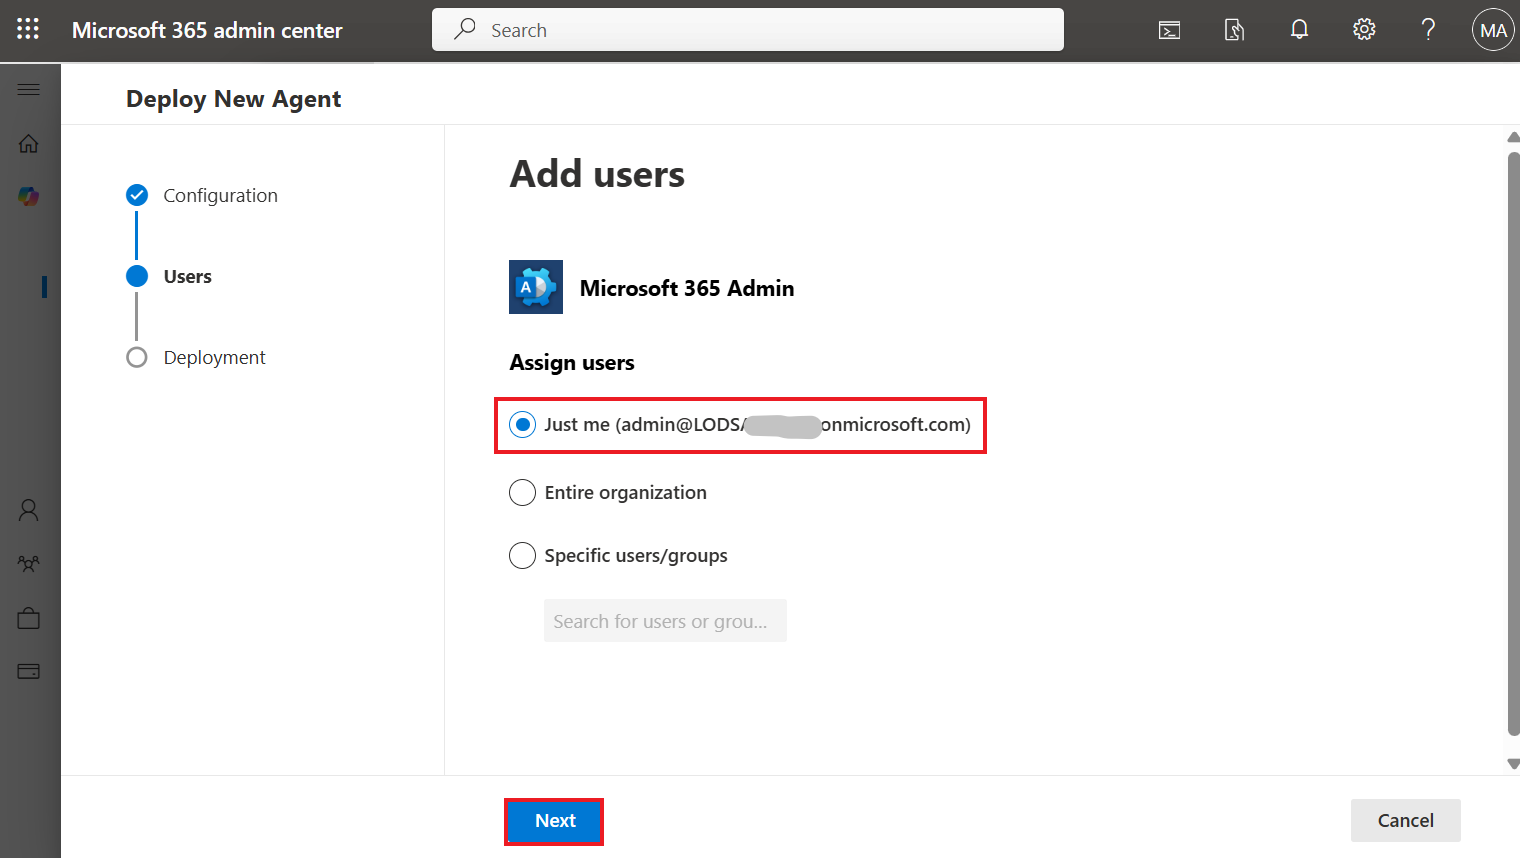 Microsoft 365 admin center
Search
MA
Deploy New Agent
Configuration
Users
Deployment
Add users
A
Microsoft 365 Admin
Assign users
Just me (admin@LODS onmicrosoft.com)
Entire organization
Specific users/groups
Search for users or grou...
Next
Cancel